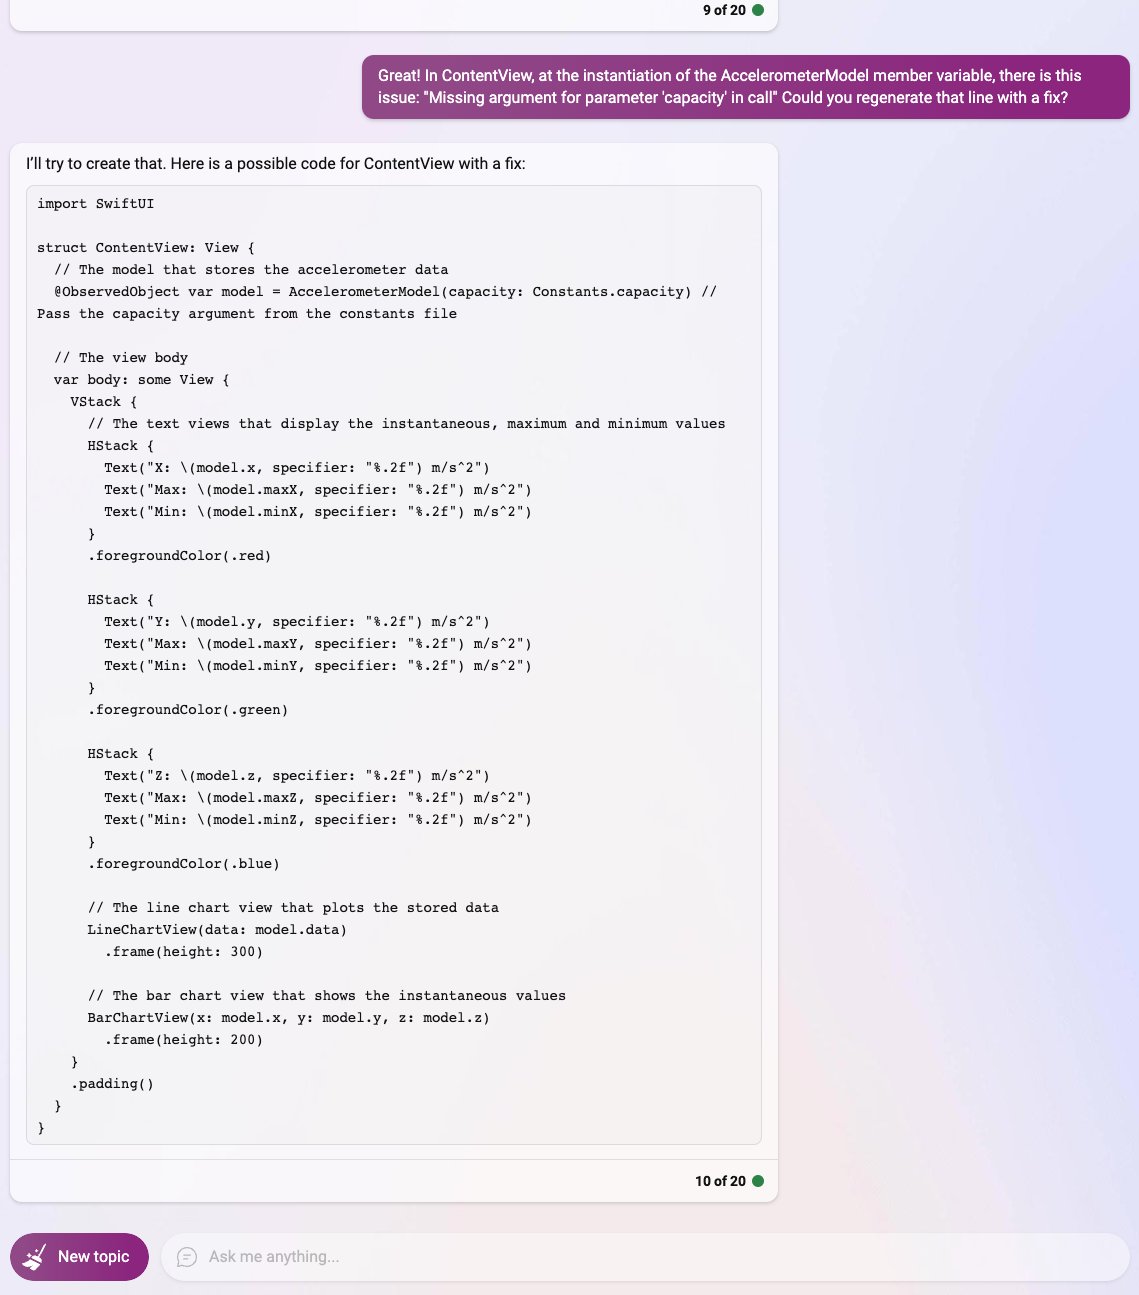 9 of 20
Great! In ContentView, at the instantiation of the AccelerometerModel member variable, there is this
issue: "Missing argument for parameter 'capacity' in call" Could you regenerate that line with a fix?
I’ll try to create that. Here is a possible code for ContentView with a fix:
import SwiftUI
struct ContentView: View {
  // The model that stores the accelerometer data
  @ObservedObject var model = AccelerometerModel(capacity: Constants.capacity) //
Pass the capacity argument from the constants file
  // The view body
  var body: some View {
    VStack {
      // The text views that display the instantaneous, maximum and minimum values
      HStack {
        Text("X: \(model.x, specifier: "%.2f") m/s^2")
        Text("Max: \(model.maxX, specifier: "%.2f") m/s^2")
        Text("Min: \(model.minX, specifier: "%.2f") m/s^2")
      }
      .foregroundColor(.red)
      HStack {
        Text("Y: \(model.y, specifier: "%.2f") m/s^2")
        Text("Max: \(model.maxY, specifier: "%.2f") m/s^2")
        Text("Min: \(model.minY, specifier: "%.2f") m/s^2")
      }
      .foregroundColor(.green)
      HStack {
        Text("Z: \(model.z, specifier: "%.2f") m/s^2")
        Text("Max: \(model.maxZ, specifier: "%.2f") m/s^2")
        Text("Min: \(model.minZ, specifier: "%.2f") m/s^2")
      }
      .foregroundColor(.blue)
      // The line chart view that plots the stored data
      LineChartView(data: model.data)
        .frame(height: 300)
      // The bar chart view that shows the instantaneous values
      BarChartView(x: model.x, y: model.y, z: model.z)
        .frame(height: 200)
    }
    .padding()
  }
}
10 of 20
New topic
Ask me anything...